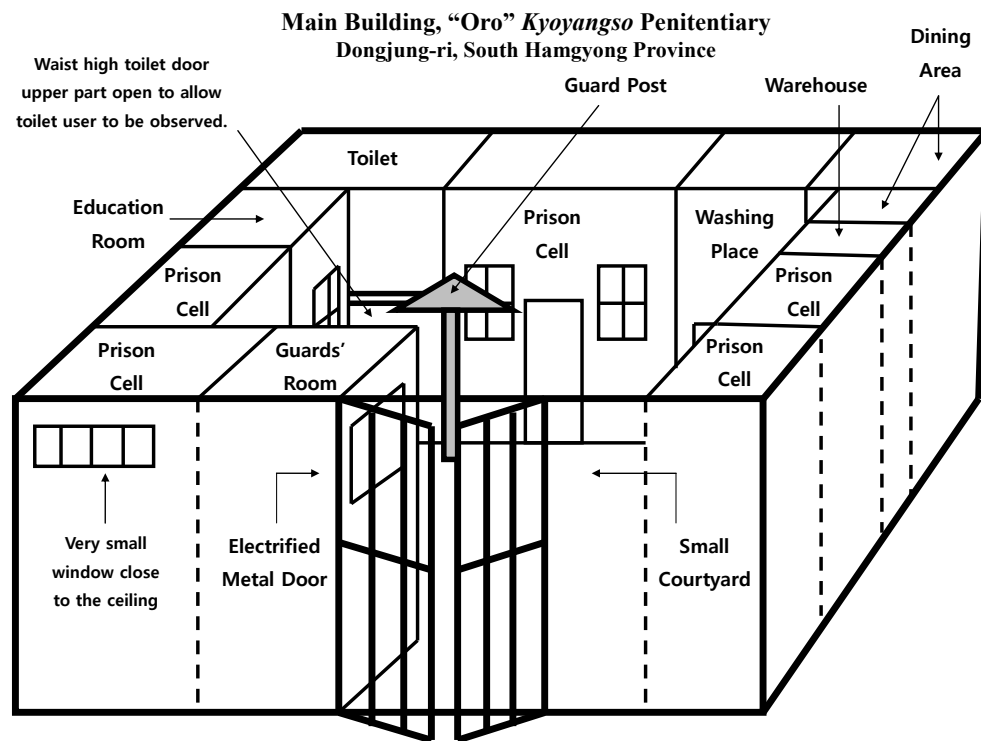 Main Building, “Oro” Kyoyangso Penitentiary
Dongjung-ri, South Hamgyong Province
Waist high toilet door
upper part open to allow
toilet user to be observed.
Guard Post
Warehouse
Dining
Area
Toilet
Education
Room
Prison
Cell
Washing
Place
Prison
Cell
Prison
Cell
Prison
Cell
Guards’
Room
Prison
Cell
Very small
window close
to the ceiling
Electrified
Metal Door
Small
Courtyard